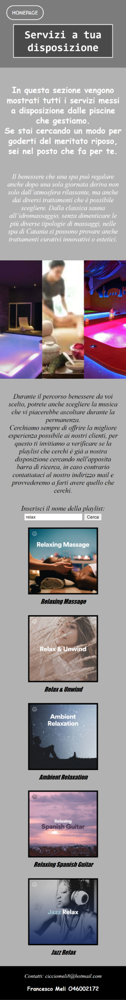 HOMEPAGE
Servizi a tua
disposizione
In questa sezione vengono
mostrati tutti i servizi messi
a disposizione dalle piscine
che gestiamo.
Se stai cercando un modo per
goderti del meritato riposo,
sei nel posto che fa per te.
Il benessere che una spa può regalare
anche dopo una sola giornata deriva non
solo dall'atmosfera rilassante, ma anche
dai diversi trattamenti che è possibile
scegliere. Dalla classica sauna
all'idromassaggio, senza dimenticare le
più diverse tipologie di massaggi, nelle
spa di Catania si possono provare anche
trattamenti curativi innovativi o estetici.
Durante il percorso benessere da voi
scelto, potrete anche scegliere la musica
che vi piacerebbe ascoltare durante la
permanenza.
Cerchiamo sempre di offrire la migliore
esperienza possibile ai nostri clienti, per
questo ti invitiamo a verificare se la
playlist che cerchi è già a nostra
disposizione cercando nell'apposita
barra di ricerca, in caso contrario
contattataci al nostro indirizzo mail e
provvederemo a farti avere quello che
cerchi.
Inserisci il nome della playlist:
relax Cerca
Relaxing Massage
Relaxing Massage
Relax & Unwind
Relax & Unwind
Ambient
Relaxation
Ambient Relaxation
Relaxing
Spanish Guitar
Relaxing Spanish Guitar
Jazz Relax
Jazz Relax
Contatti: cicciomeli8@hotmail.com
Francesco Meli O46002172